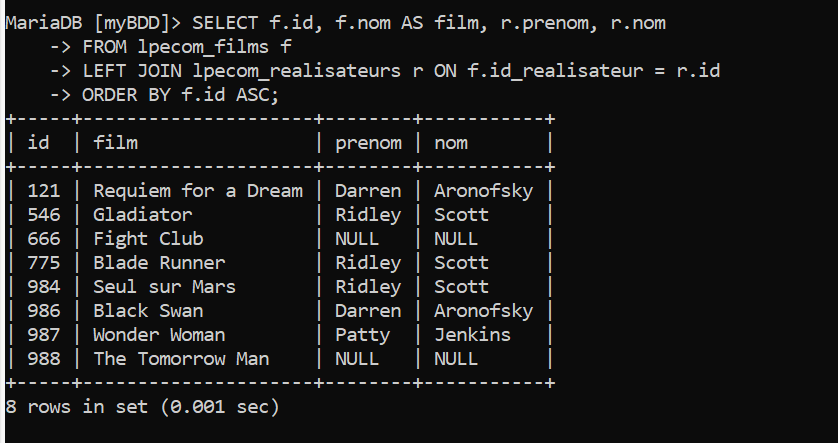 MariaDB [myBDD]> SELECT f.id, f.nom AS film, r.prenom, r.nom
    -> FROM lpecom_films f
    -> LEFT JOIN lpecom_realisateurs r ON f.id_realisateur = r.id
    -> ORDER BY f.id ASC;
+-----+---------------------+--------+-----------+
| id  | film                | prenom | nom       |
+-----+---------------------+--------+-----------+
| 121 | Requiem for a Dream | Darren | Aronofsky |
| 546 | Gladiator           | Ridley | Scott     |
| 666 | Fight Club          | NULL   | NULL      |
| 775 | Blade Runner        | Ridley | Scott     |
| 984 | Seul sur Mars       | Ridley | Scott     |
| 986 | Black Swan          | Darren | Aronofsky |
| 987 | Wonder Woman        | Patty  | Jenkins   |
| 988 | The Tomorrow Man    | NULL   | NULL      |
+-----+---------------------+--------+-----------+
8 rows in set (0.001 sec)